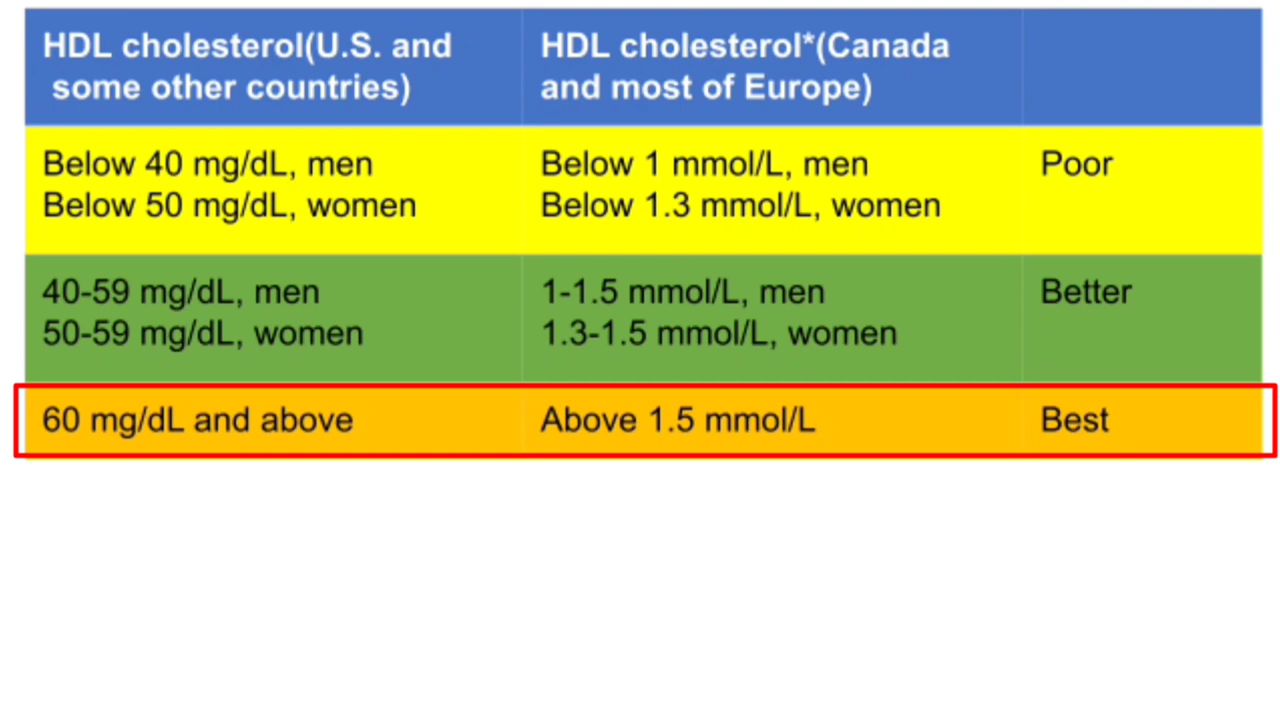 HDL cholesterol(U.S. and
some other countries)
HDL cholesterol*(Canada
and most of Europe)
Below 40 mg/dL, men
Below 50 mg/dL, women
Below 1 mmol/L, men
Below 1.3 mmol/L, women
Poor
40-59 mg/dL, men
50-59 mg/dL, women
1-1.5 mmol/L, men
1.3-1.5 mmol/L, women
Better
60 mg/dL and above
Above 1.5 mmol/L
Best